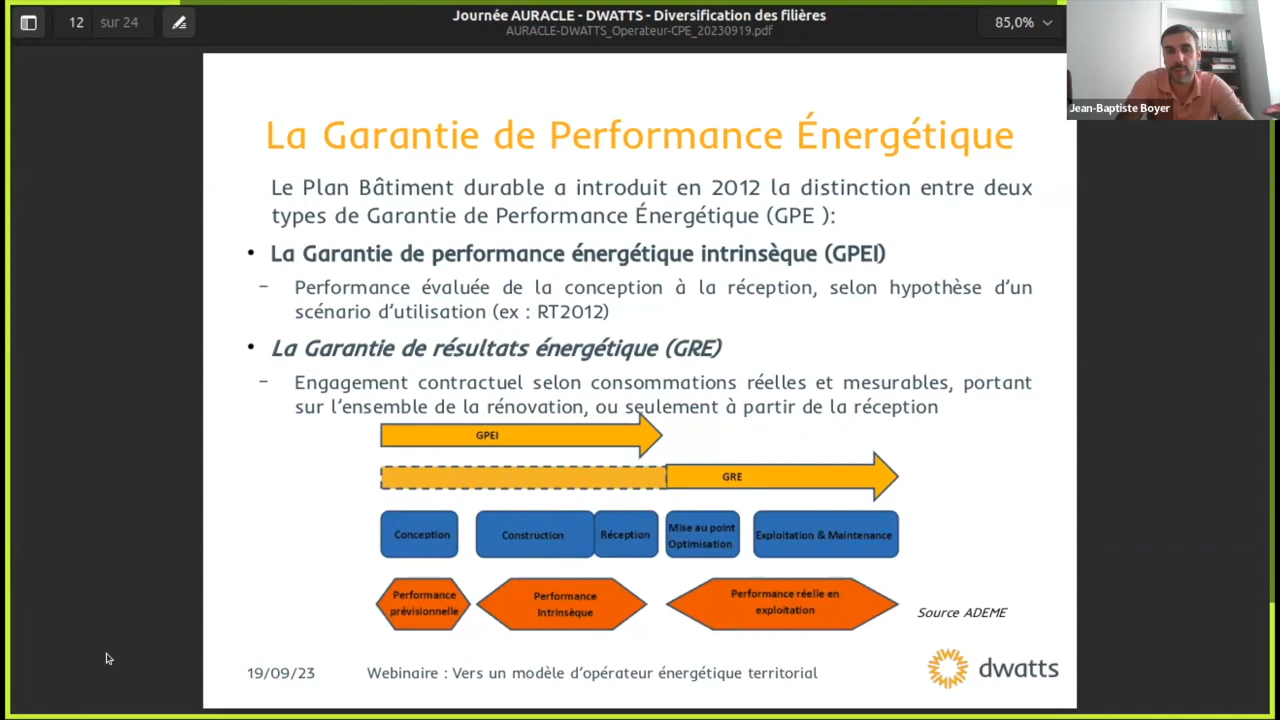 12 sur 24
Journée AURACLE - DWATTS - Diversification des filières
AURACLE-DWATTS_Operateur-CPE_20230919.pdf
85,0%
Jean-Baptiste Boyer
La Garantie de Performance Énergétique
Le Plan Bâtiment durable a introduit en 2012 la distinction entre deux
types de Garantie de Performance Énergétique (GPE ):
• La Garantie de performance énergétique intrinsèque (GPEI)
– Performance évaluée de la conception à la réception, selon hypothèse d’un
scénario d’utilisation (ex : RT2012)
• La Garantie de résultats énergétique (GRE)
– Engagement contractuel selon consommations réelles et mesurables, portant
sur l’ensemble de la rénovation, ou seulement à partir de la réception
GPEI
GRE
Conception
Construction
Réception
Mise au point
Optimisation
Exploitation & Maintenance
Performance
prévisionnelle
Performance
Intrinsèque
Performance réelle en
exploitation
Source ADEME
19/09/23
Webinaire : Vers un modèle d’opérateur énergétique territorial
dwatts